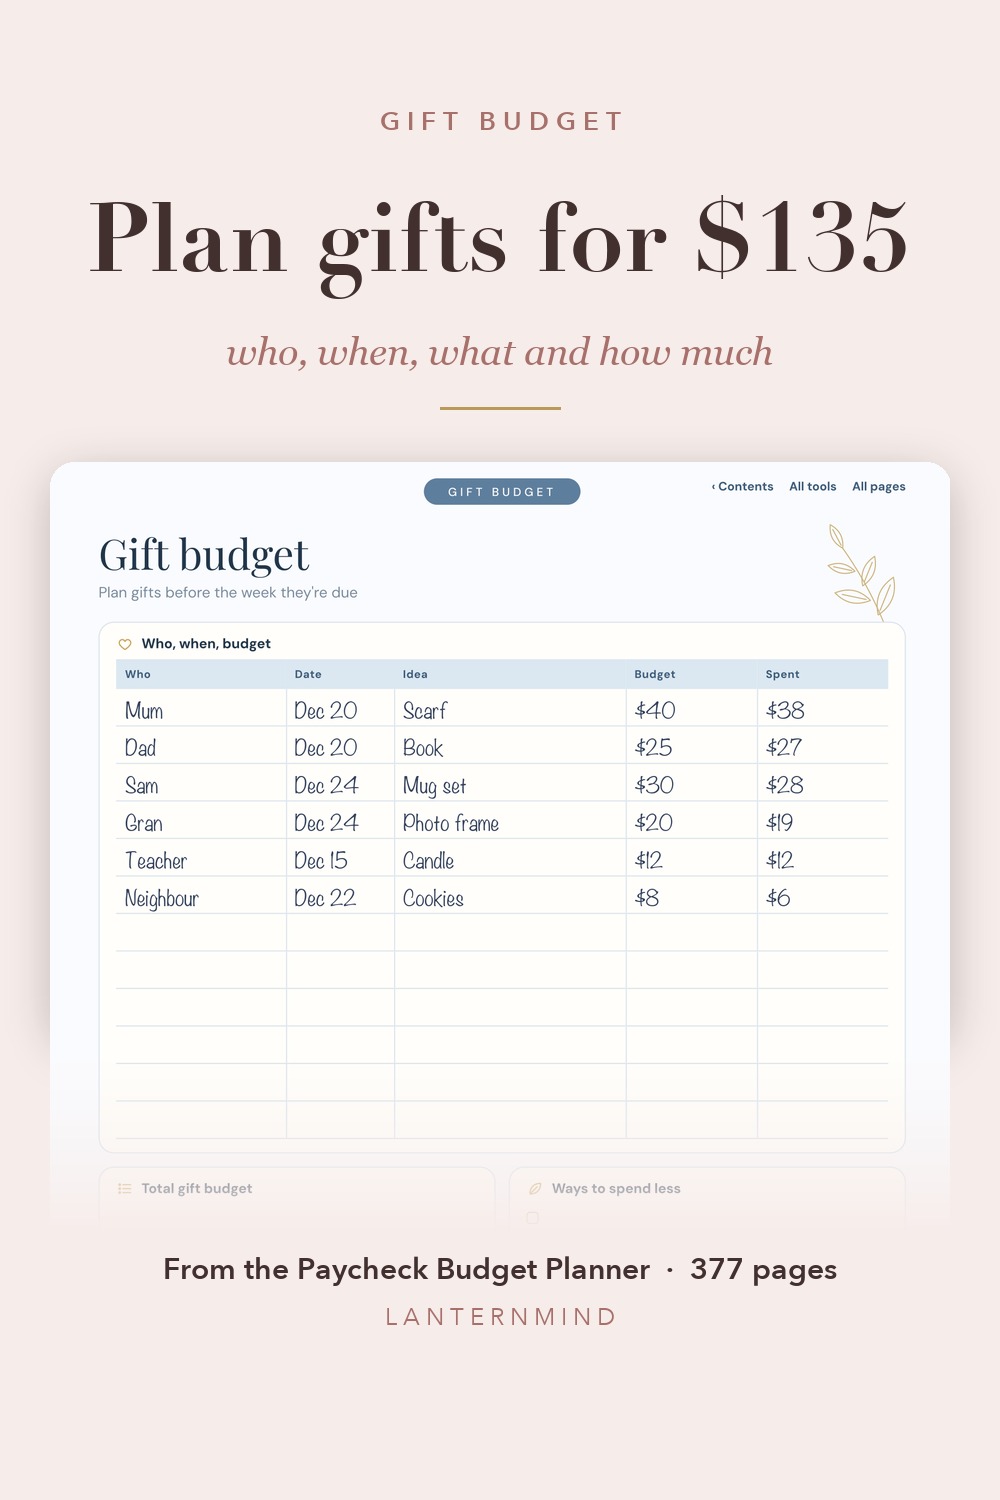 GIFT BUDGET
Plan gifts for $135
who, when, what and how much
GIFT BUDGET
‹ Contents All tools All pages
Gift budget
Plan gifts before the week they're due
Who, when, budget
Who Date Idea Budget Spent
Mum Dec 20 Scarf $40 $38
Dad Dec 20 Book $25 $27
Sam Dec 24 Mug set $30 $28
Gran Dec 24 Photo frame $20 $19
Teacher Dec 15 Candle $12 $12
Neighbour Dec 22 Cookies $8 $6
Total gift budget Ways to spend less
From the Paycheck Budget Planner · 377 pages
LANTERNMIND